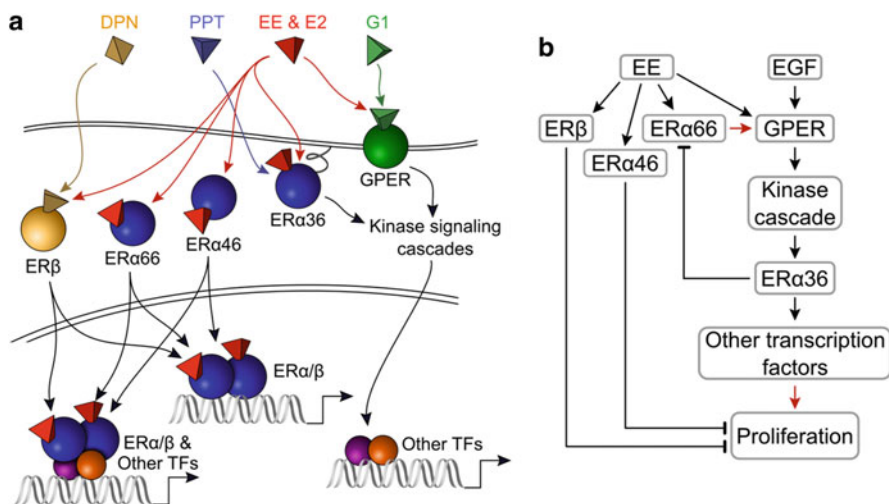 a
DPN
PPT
EE & E2
G1
GPER
ERα36
ERβ
ERα66
ERα46
Kinase signaling
cascades
ERα/β
ERα/β &
Other TFs
Other TFs
b
EE
EGF
ERβ
ERα66
GPER
ERα46
Kinase
cascade
ERα36
Other transcription
factors
Proliferation